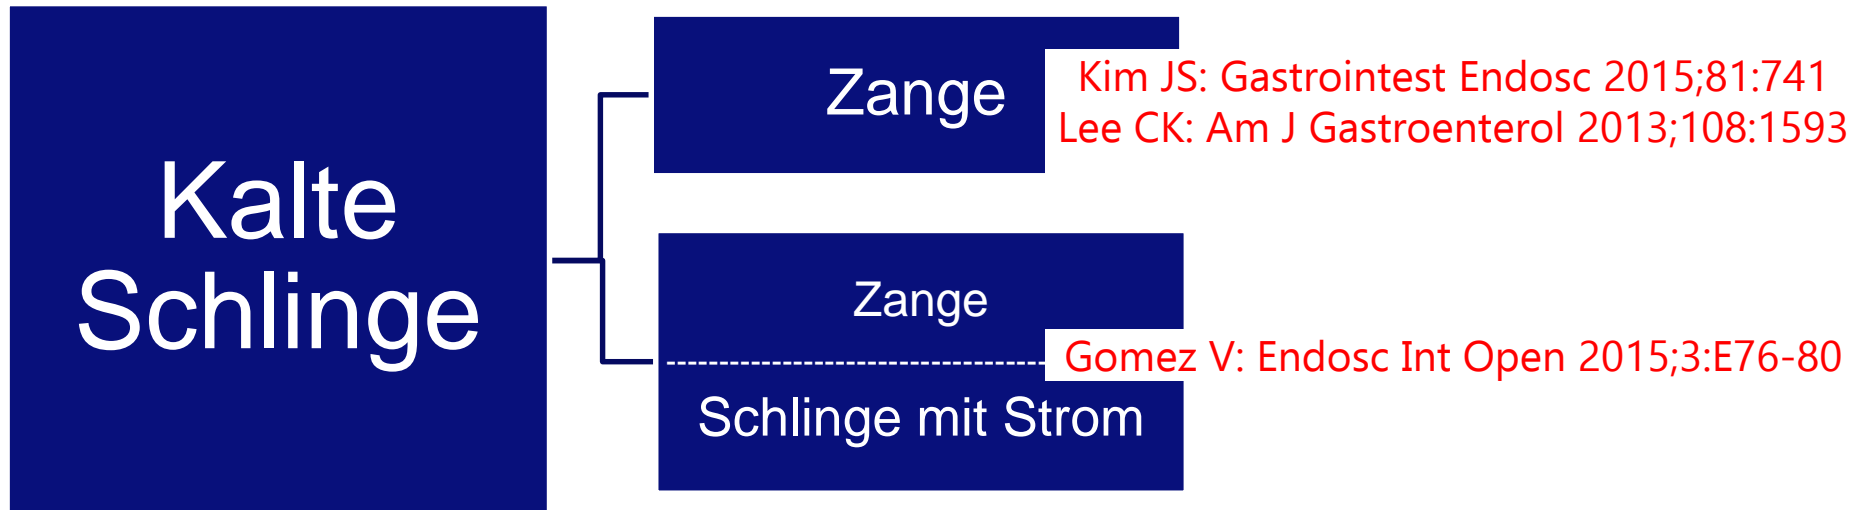 Kalte
Schlinge
Zange
Kim JS: Gastrointest Endosc 2015;81:741
Lee CK: Am J Gastroenterol 2013;108:1593
Zange
Gomez V: Endosc Int Open 2015;3:E76-80
Schlinge mit Strom